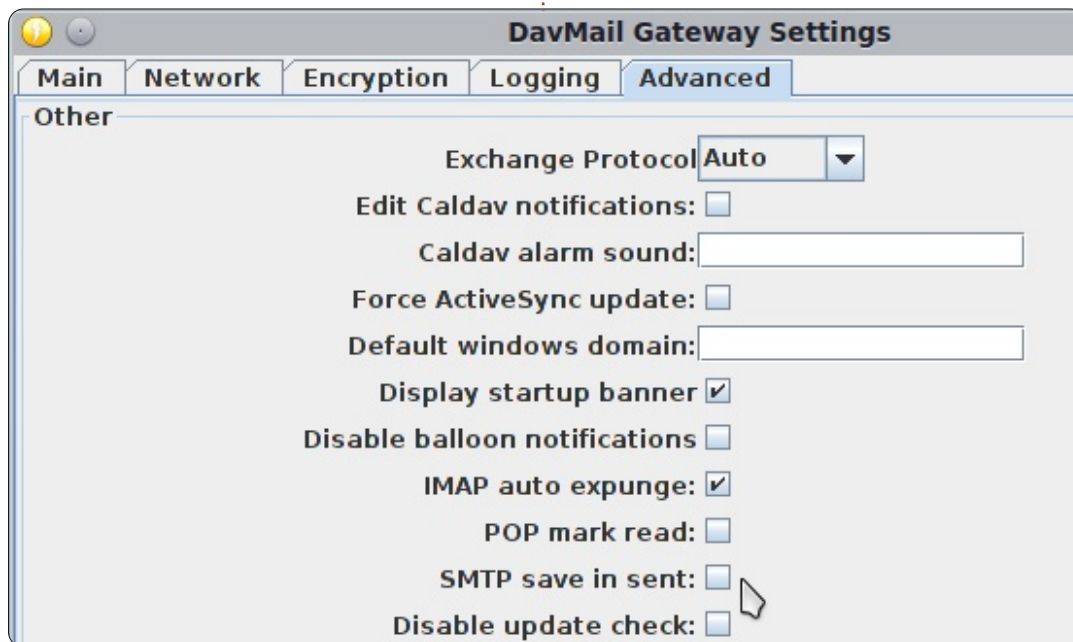 DavMail Gateway Settings
Main Network Encryption Logging Advanced
Other
Exchange Protocol Auto
Edit Caldav notifications:
Caldav alarm sound:
Force ActiveSync update:
Default windows domain:
Display startup banner
Disable balloon notifications
IMAP auto expunge:
POP mark read:
SMTP save in sent:
Disable update check: